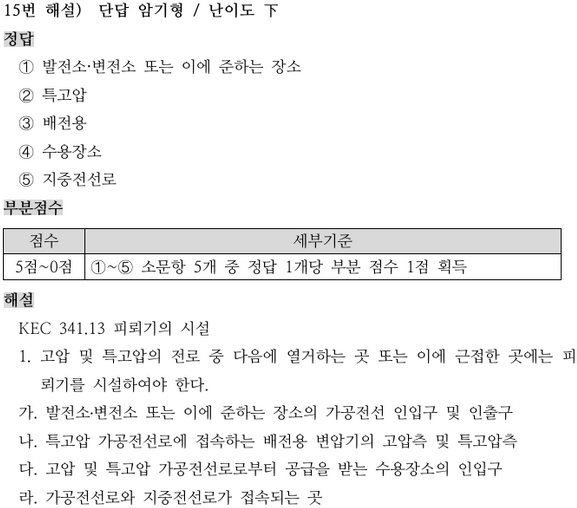 15번 해설) 단답 암기형 / 난이도 下
정답
① 발전소·변전소 또는 이에 준하는 장소
② 특고압
③ 배전용
④ 수용장소
⑤ 지중전선로
부분점수
점수 세부기준
5점~0점 ①~⑤ 소문항 5개 중 정답 1개당 부분 점수 1점 획득
해설
KEC 341.13 피뢰기의 시설
1. 고압 및 특고압의 전로 중 다음에 열거하는 곳 또는 이에 근접한 곳에는 피
뢰기를 시설하여야 한다.
가. 발전소·변전소 또는 이에 준하는 장소의 가공전선 인입구 및 인출구
나. 특고압 가공전선로에 접속하는 배전용 변압기의 고압측 및 특고압측
다. 고압 및 특고압 가공전선로로부터 공급을 받는 수용장소의 인입구
라. 가공전선로와 지중전선로가 접속되는 곳